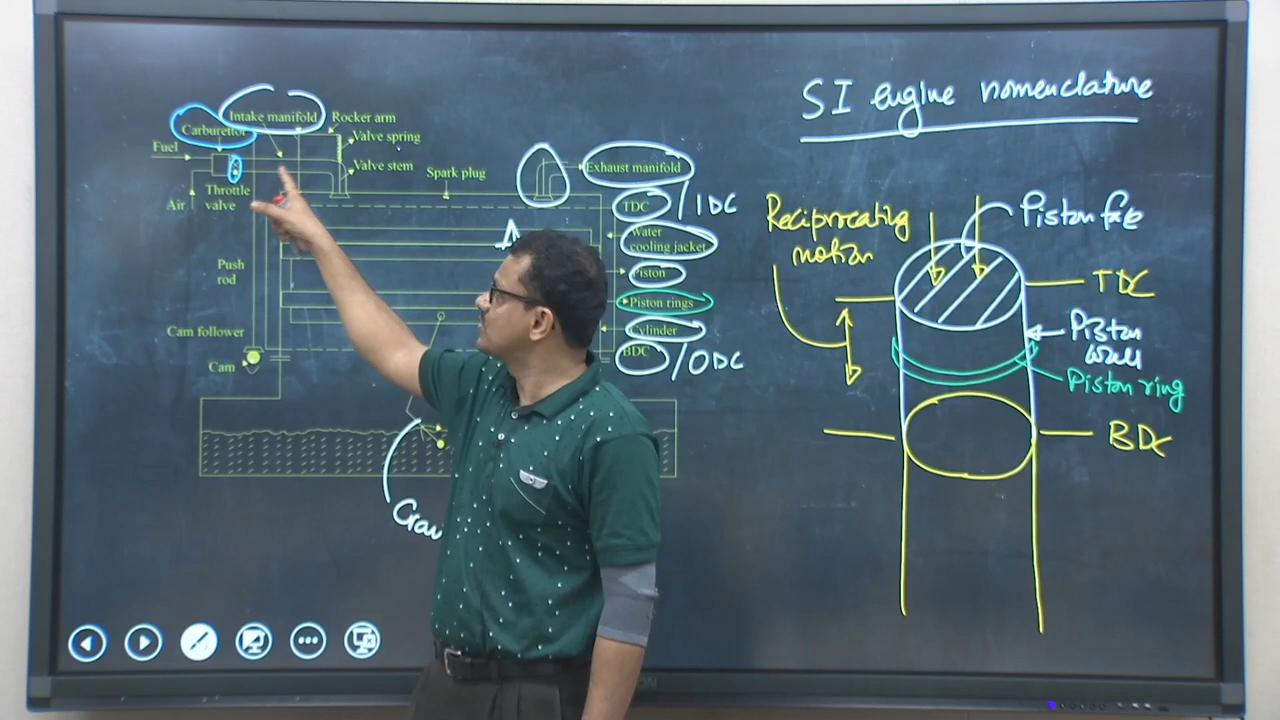 SI engine nomenclature
Intake manifold
Rocker arm
Carburettor
Valve spring
Fuel
Valve stem
Spark plug
Exhaust manifold
Throttle
valve
Air
TDC
/IDC
Water
cooling jacket
Push
rod
Piston
Piston rings
Cam follower
Cylinder
BDC
/ODC
Cam
Reciprocating
motion
TDC
Piston
wall
Piston ring
BDC